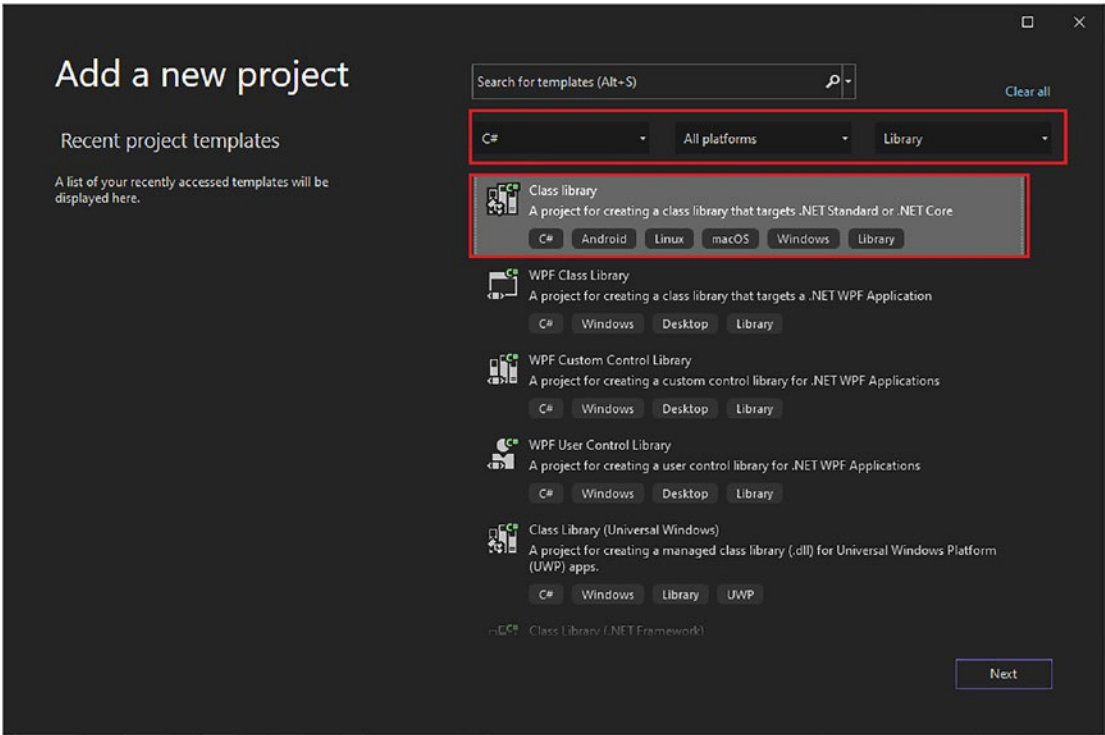 Add a new project
Recent project templates
A list of your recently accessed templates will be
displayed here.
Search for templates (Alt+S)
Clear all
C# All platforms Library
Class library
A project for creating a class library that targets .NET Standard or .NET Core
C# Android Linux macOS Windows Library
WPF Class Library
A project for creating a class library that targets a .NET WPF Application
C# Windows Desktop Library
WPF Custom Control Library
A project for creating a custom control library for .NET WPF Applications
C# Windows Desktop Library
WPF User Control Library
A project for creating a user control library for .NET WPF Applications
C# Windows Desktop Library
Class Library (Universal Windows)
A project for creating a managed class library (.dll) for Universal Windows Platform
(UWP) apps.
C# Windows Library UWP
Class Library (.NET Framework)
Next